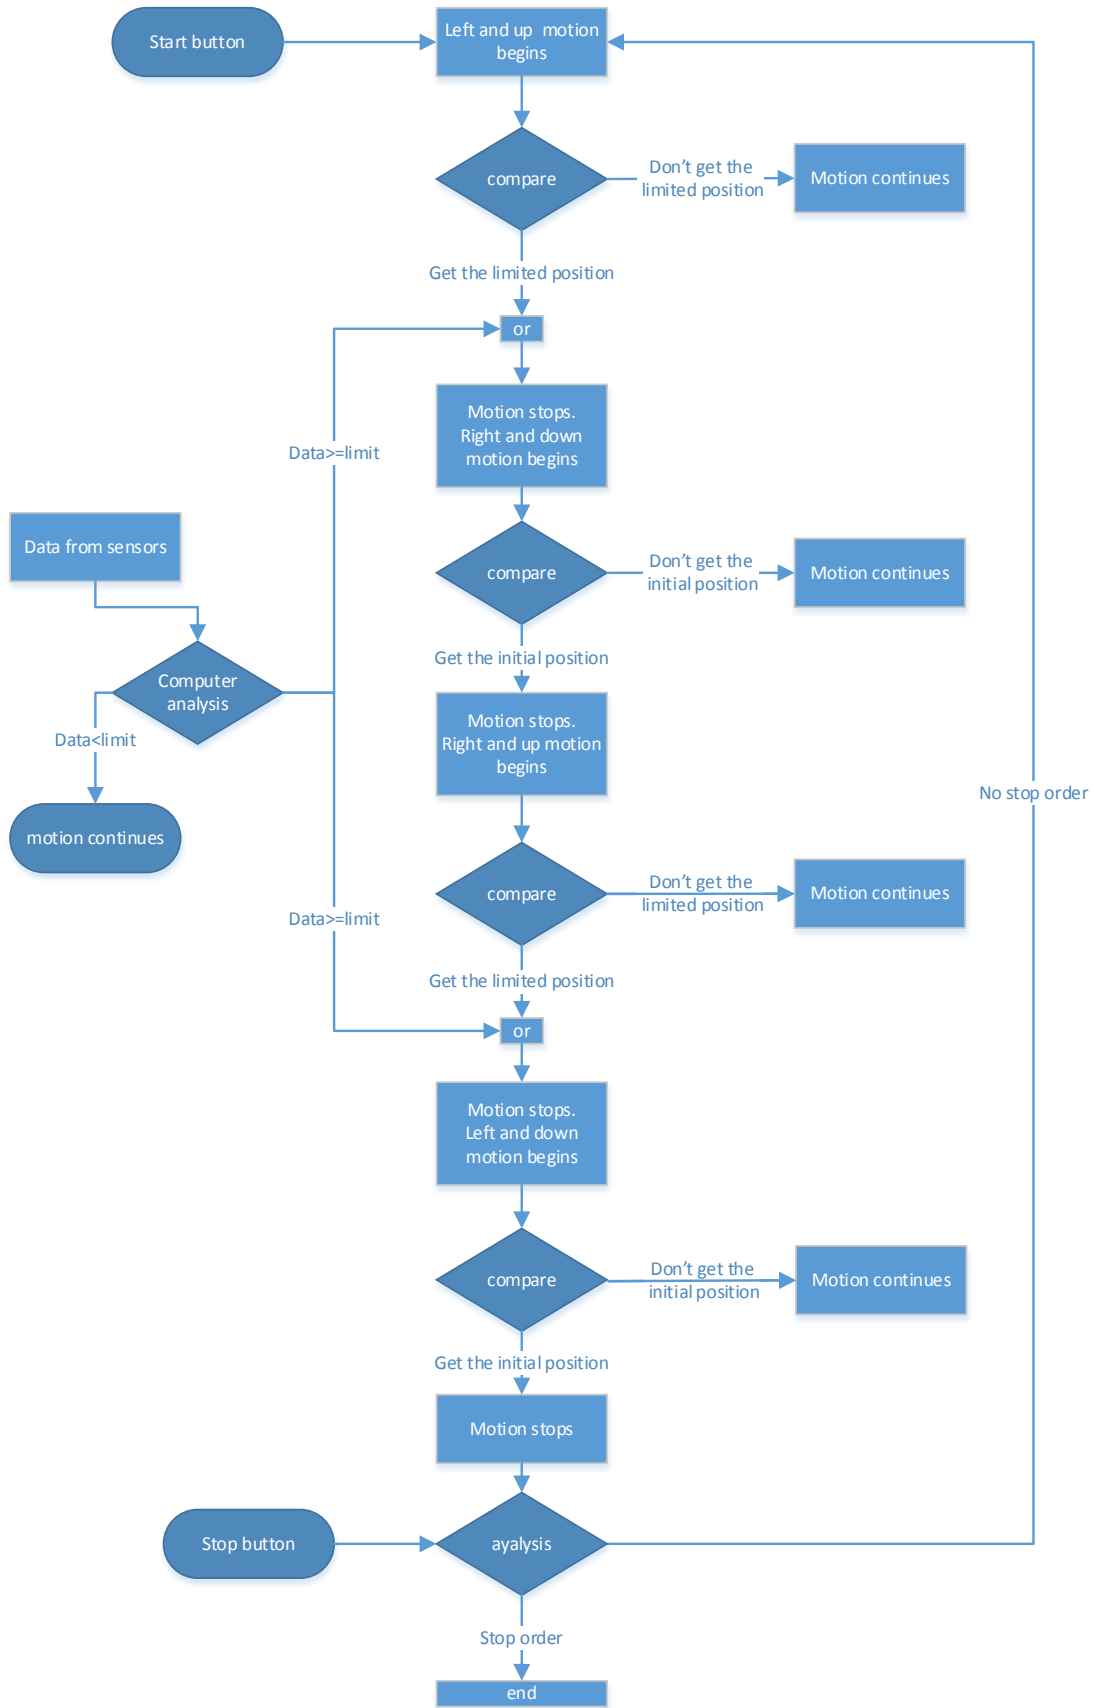 Start button
Left and up motion
begins
compare
Don't get the
limited position
Motion continues
Get the limited position
or
Motion stops.
Right and down
motion begins
Data>=limit
Data from sensors
compare
Don't get the
initial position
Motion continues
Get the initial position
Computer
analysis
Motion stops.
Right and up motion
begins
Data<limit
motion continues
No stop order
compare
Don't get the
limited position
Motion continues
Data>=limit
Get the limited position
or
Motion stops.
Left and down
motion begins
compare
Don't get the
initial position
Motion continues
Get the initial position
Motion stops
Stop button
ayalysis
Stop order
end